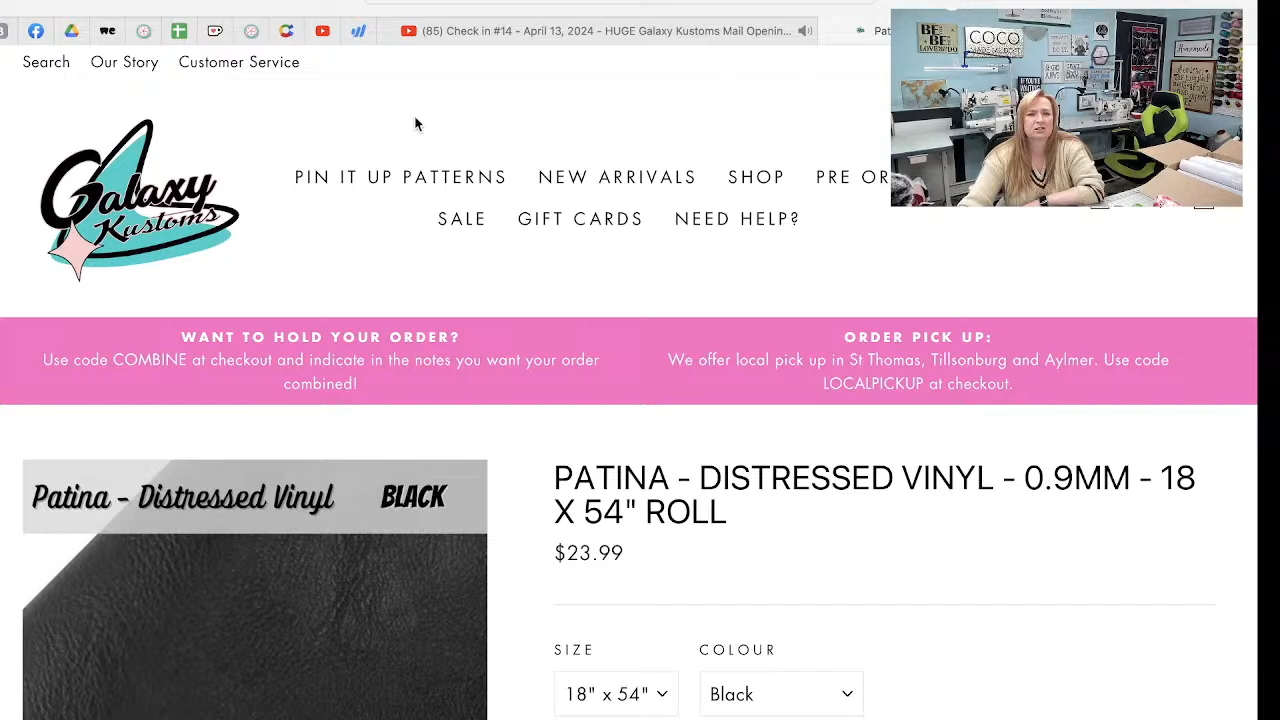 (85) Check in #14 - April 13, 2024 - HUGE Galaxy Kustoms Mail Openin...
Pat
Search Our Story Customer Service
Galaxy
Kustoms
PIN IT UP PATTERNS NEW ARRIVALS SHOP PRE OR
SALE GIFT CARDS NEED HELP?
COCO
WANT TO HOLD YOUR ORDER?
Use code COMBINE at checkout and indicate in the notes you want your order
combined!
ORDER PICK UP:
We offer local pick up in St Thomas, Tillsonburg and Aylmer. Use code
LOCALPICKUP at checkout.
Patina - Distressed Vinyl BLACK
PATINA - DISTRESSED VINYL - 0.9MM - 18
X 54" ROLL
$23.99
SIZE COLOUR
18" x 54" Black